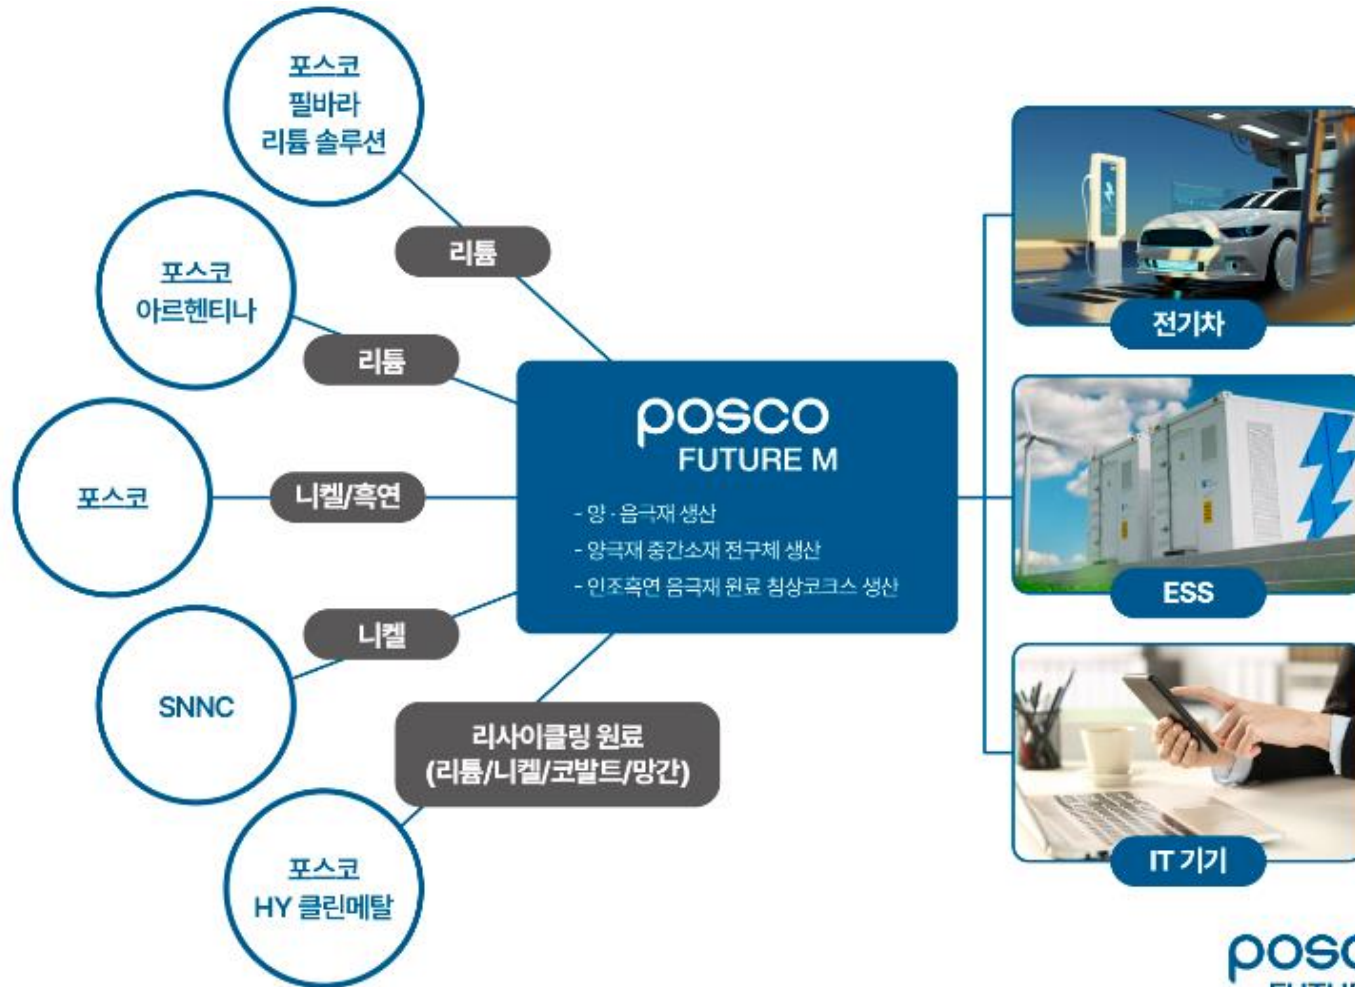 포스코
필바라
리튬 솔루션
리튬
포스코
아르헨티나
리튬
포스코
니켈/흑연
SNNC
니켈
포스코
HY 클린메탈
리사이클링 원료
(리튬/니켈/코발트/망간)
posco
FUTURE M
- 양·음극재 생산
- 양극재 중간소재 전구체 생산
- 인조흑연 음극재 원료 침상코크스 생산
전기차
ESS
IT 기기